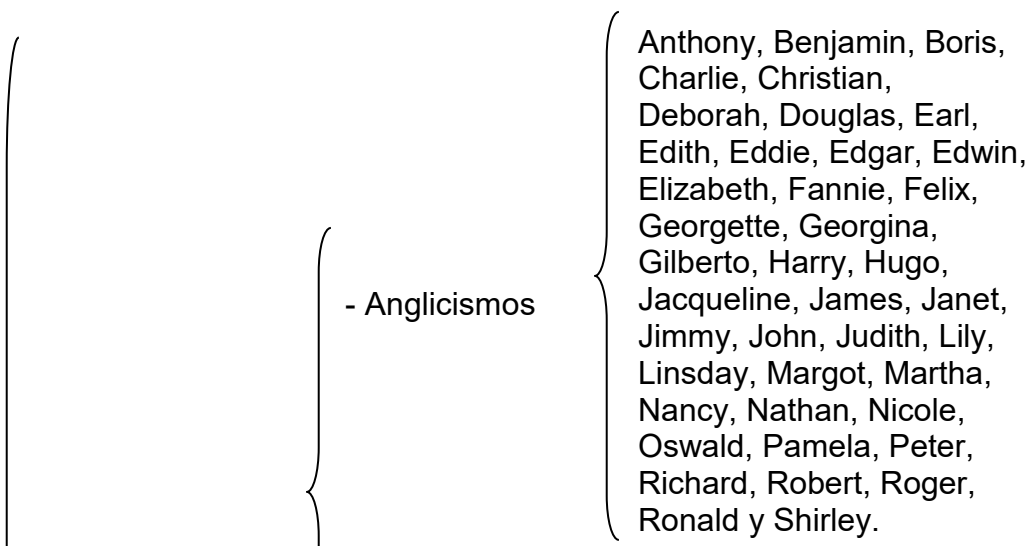 Anthony, Benjamin, Boris,
Charlie, Christian,
Deborah, Douglas, Earl,
Edith, Eddie, Edgar, Edwin,
Elizabeth, Fannie, Felix,
Georgette, Georgina,
Gilberto, Harry, Hugo,
- Anglicismos
Jacqueline, James, Janet,
Jimmy, John, Judith, Lily,
Linsday, Margot, Martha,
Nancy, Nathan, Nicole,
Oswald, Pamela, Peter,
Richard, Robert, Roger,
Ronald y Shirley.